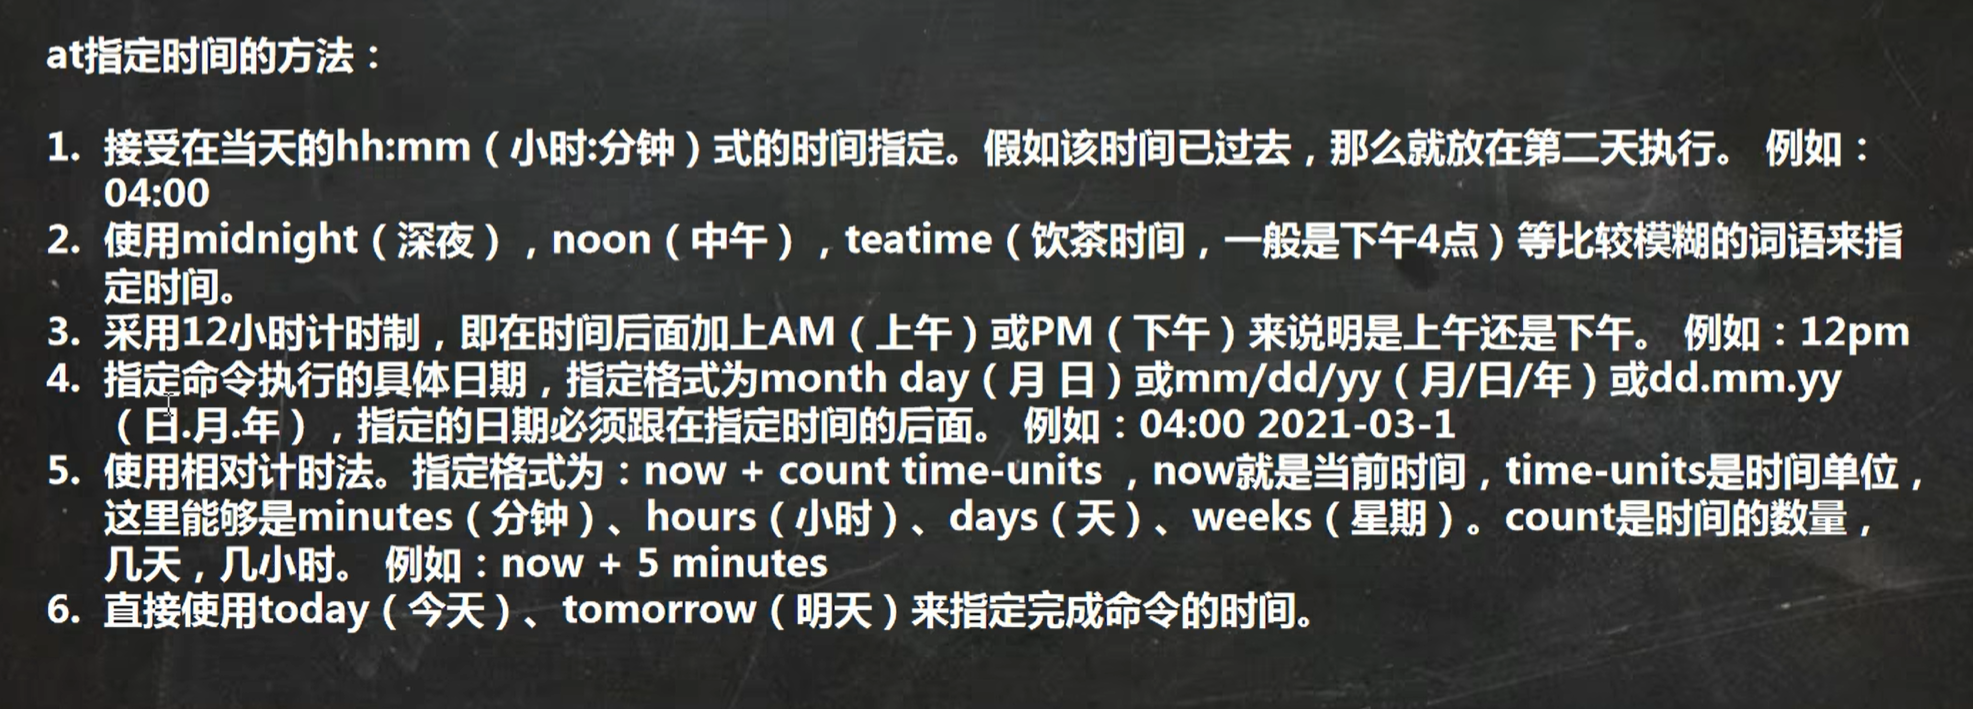 at指定时间的方法：
1. 接受在当天的hh:mm（小时:分钟）式的时间指定。假如该时间已过去，那么就放在第二天执行。 例如：
04:00
2. 使用midnight（深夜），noon（中午），teatime（饮茶时间，一般是下午4点）等比较模糊的词语来指
定时间。
3. 采用12小时计时制，即在时间后面加上AM（上午）或PM（下午）来说明是上午还是下午。 例如：12pm
4. 指定命令执行的具体日期，指定格式为month day（月 日）或mm/dd/yy（月/日/年）或dd.mm.yy
（日.月.年），指定的日期必须跟在指定时间的后面。 例如：04:00 2021-03-1
5. 使用相对计时法。指定格式为：now + count time-units ，now就是当前时间，time-units是时间单位，
这里能够是minutes（分钟）、hours（小时）、days（天）、weeks（星期）。count是时间的数量，
几天，几小时。 例如：now + 5 minutes
6. 直接使用today（今天）、tomorrow（明天）来指定完成命令的时间。